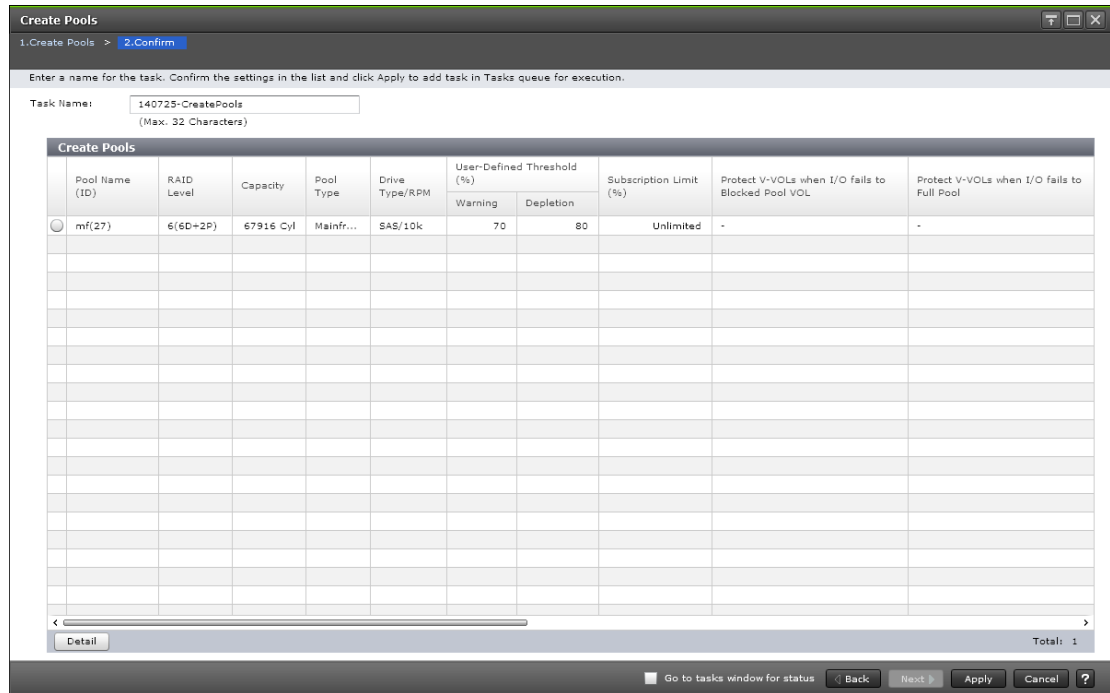 Create Pools
1.Create Pools > 2.Confirm
Enter a name for the task. Confirm the settings in the list and click Apply to add task in Tasks queue for execution.
Task Name: 140725-CreatePools
(Max. 32 Characters)
Create Pools
Pool Name (ID) RAID Level Capacity Pool Type Drive Type/RPM User-Defined Threshold (%) Subscription Limit (%) Protect V-VOLs when I/O fails to Blocked Pool VOL Protect V-VOLs when I/O fails to Full Pool
Warning Depletion
mf(27) 6(6D+2P) 67916 Cyl Mainfr... SAS/10k 70 80 Unlimited - -
Detail Total: 1
Go to tasks window for status Back Next Apply Cancel ?